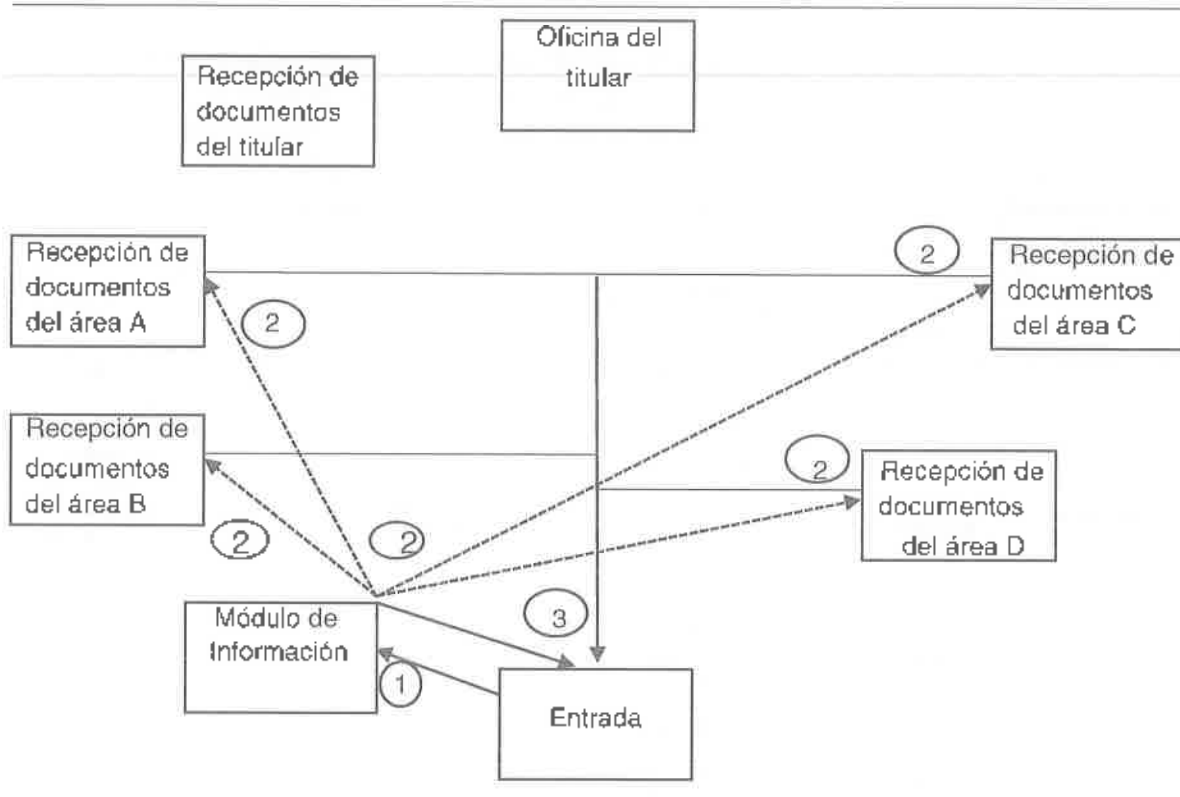 Oficina del
titular
Recepción de
documentos
del titular
Recepción de
documentos
del área A
2
2
Recepción de
documentos
del área C
Recepción de
documentos
del área B
2
2
2
Recepción de
documentos
del área D
Módulo de
Información
1
3
Entrada